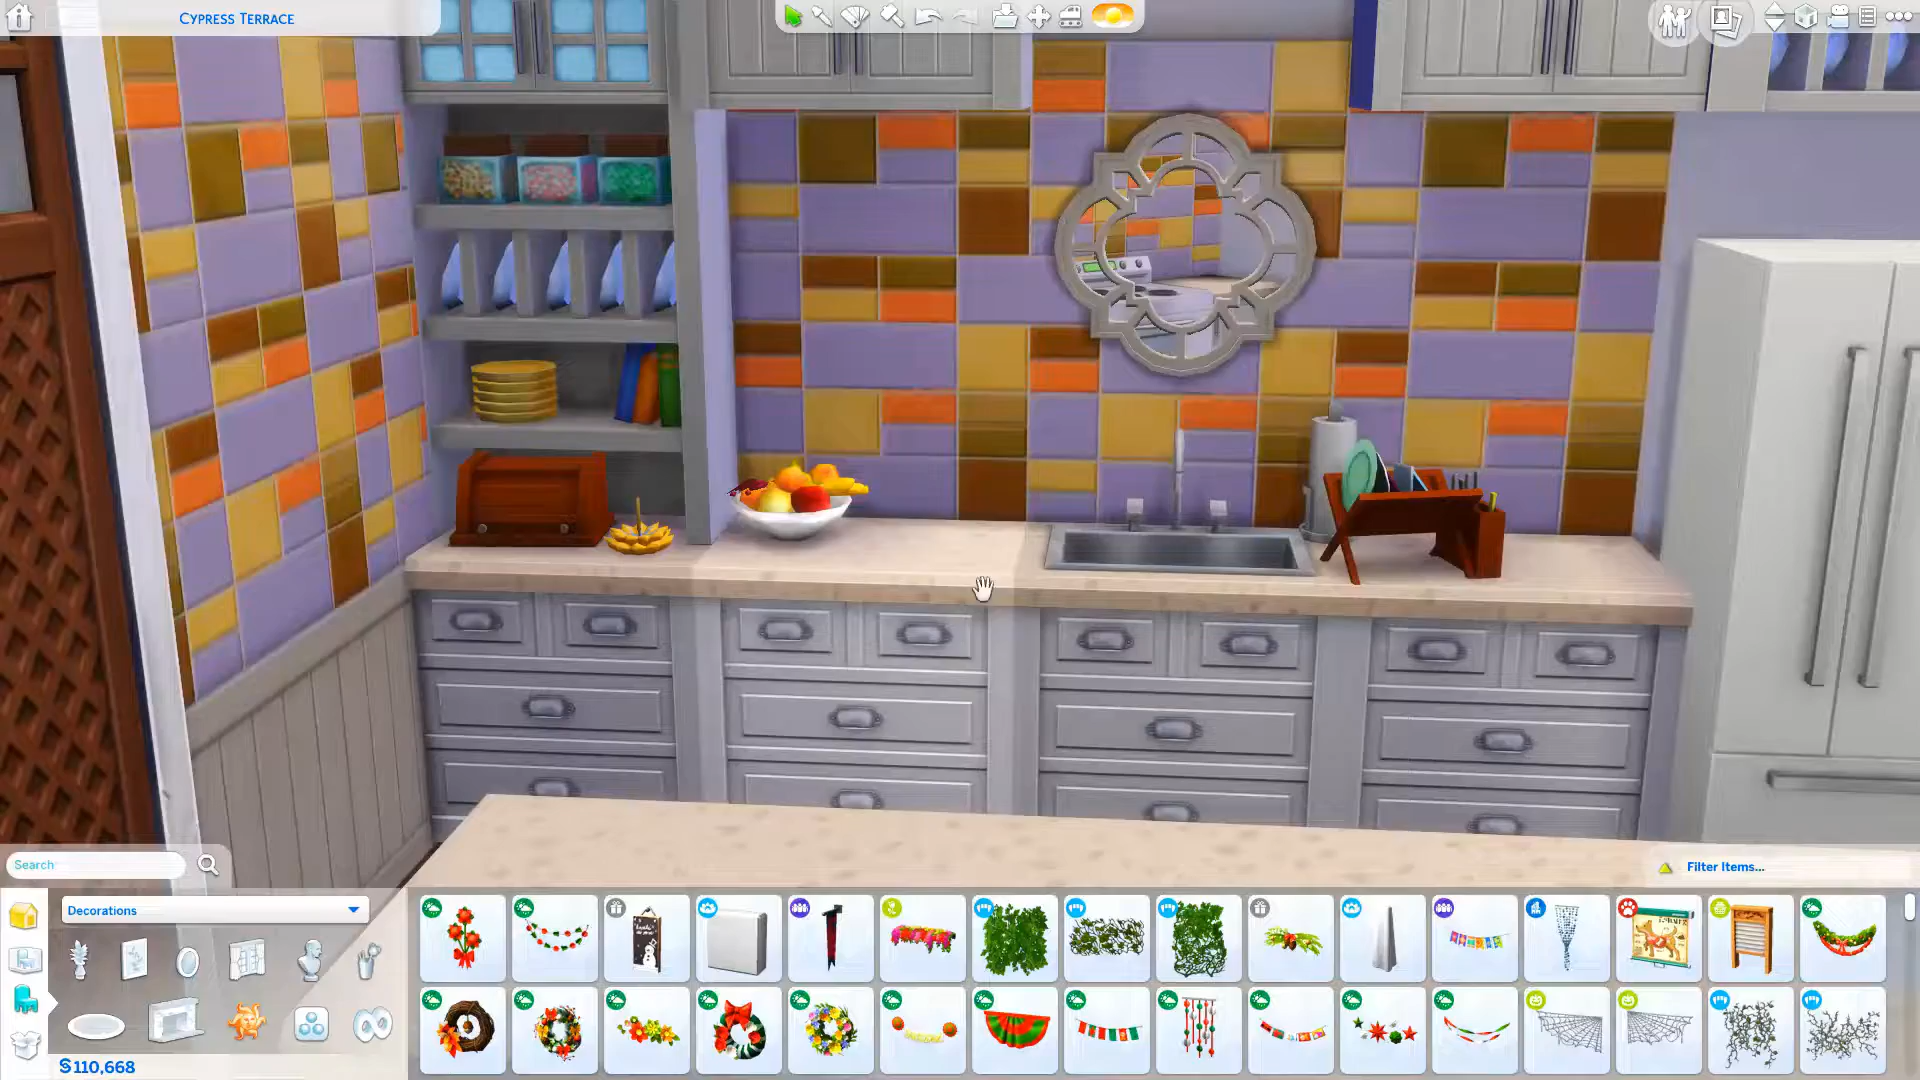 CYPRESS TERRACE
Search
Filter Items...
Decorations
§110,668